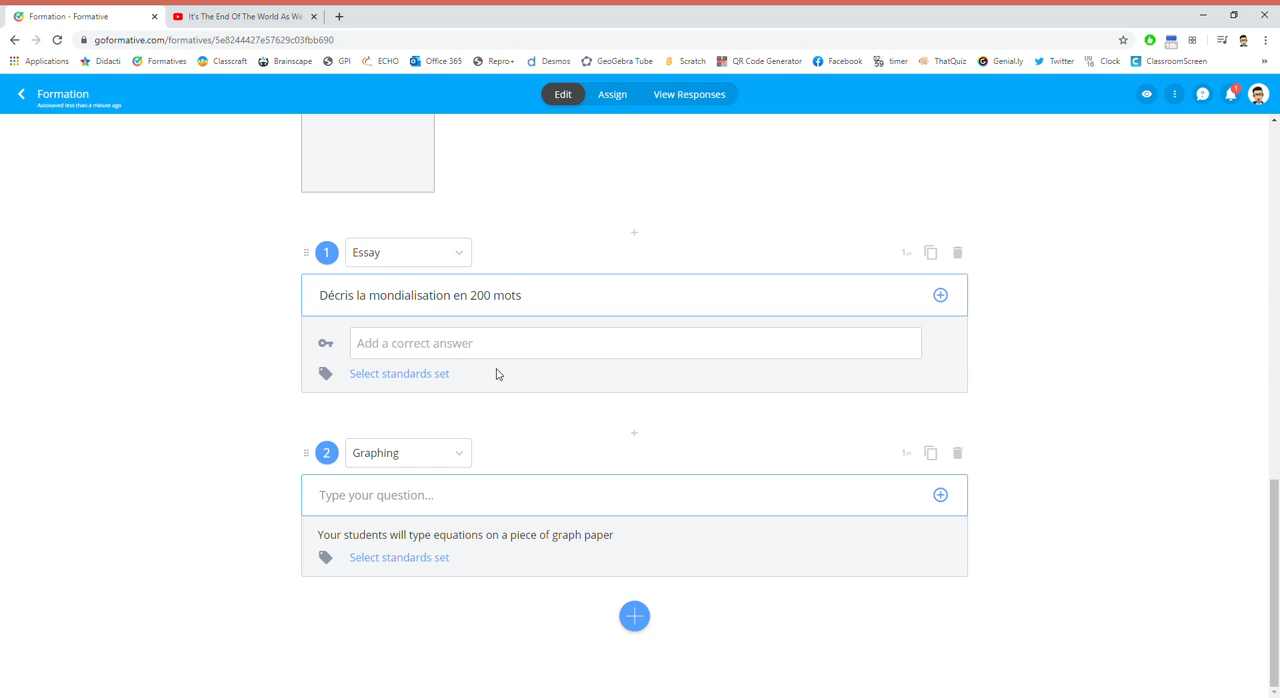 Formation - Formative
It's The End Of The World As We
goformative.com/formatives/5e8244427e57629c03fbb690
Applications Didacti Formatives Classcraft Brainscape GPI ECHO Office 365 Repro+ Desmos GeoGebra Tube Scratch QR Code Generator Facebook timer ThatQuiz Genial.ly Twitter Clock ClassroomScreen »
Formation
Autosaved less than a minute ago
Edit Assign View Responses
1
1 Essay
Décris la mondialisation en 200 mots
Add a correct answer
Select standards set
2 Graphing
Type your question...
Your students will type equations on a piece of graph paper
Select standards set